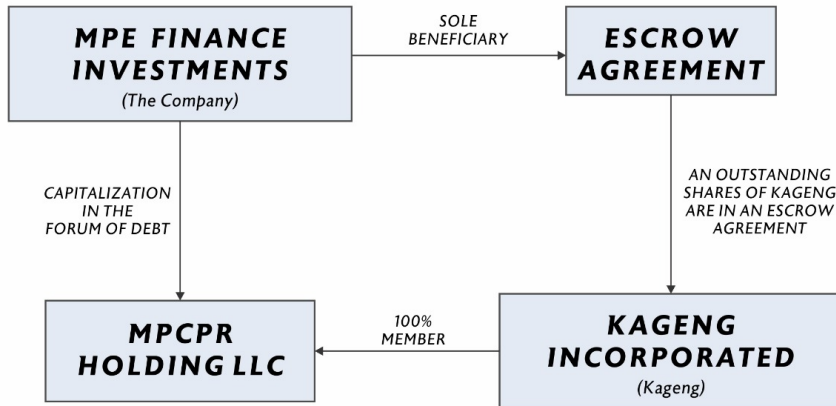 MPE FINANCE
INVESTMENTS
(The Company)
SOLE
BENEFICIARY
ESCROW
AGREEMENT
CAPITALIZATION
IN THE
FORUM OF DEBT
AN OUTSTANDING
SHARES OF KAGENG
ARE IN AN ESCROW
AGREEMENT
MPCPR
HOLDING LLC
100%
MEMBER
KAGENG
INCORPORATED
(Kageng)